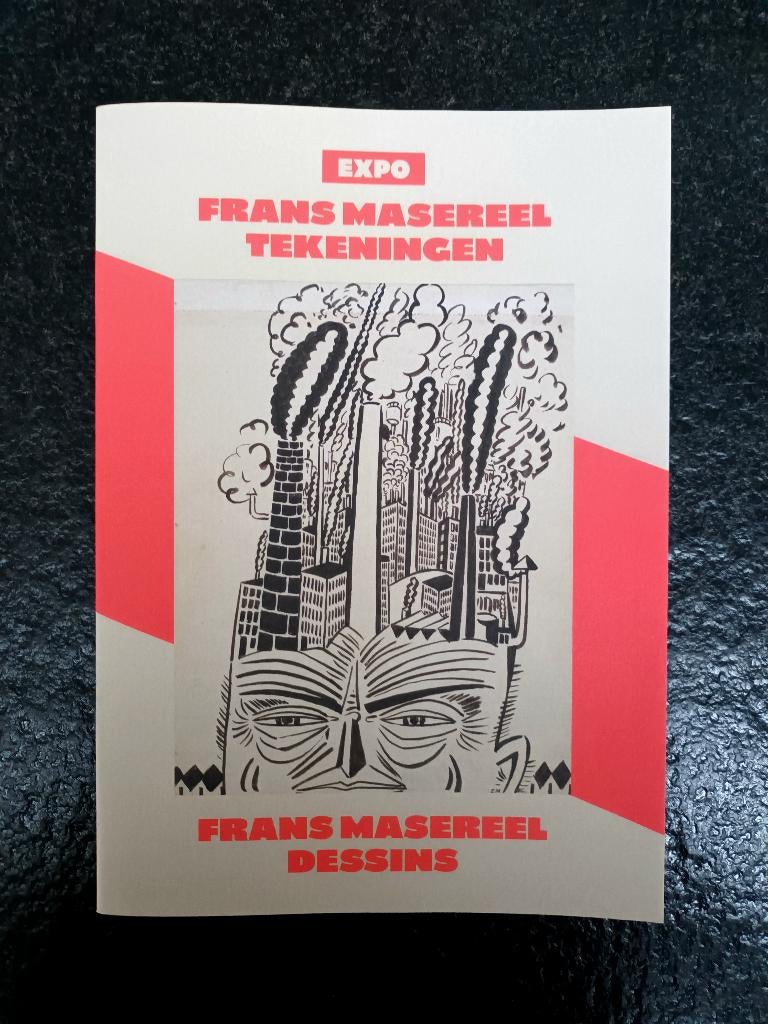 EXPO
FRANS MASEREEL
TEKENINGEN
FRANS MASEREEL
DESSINS